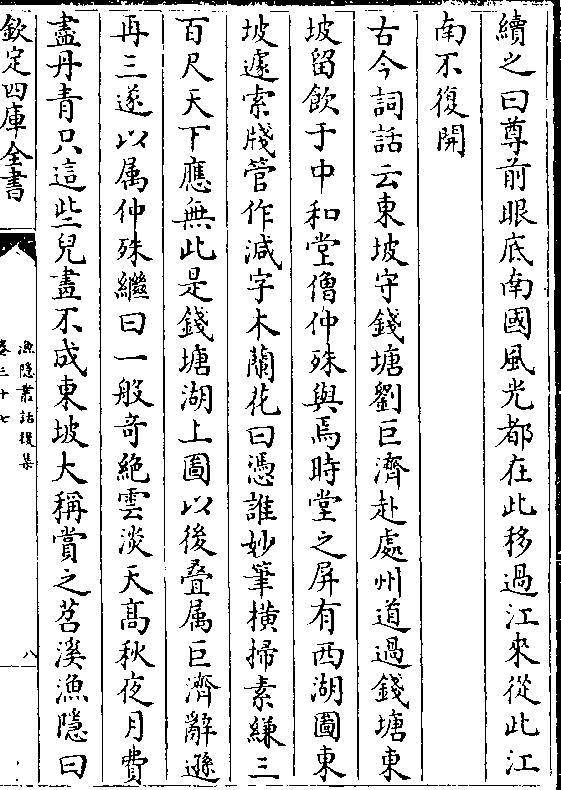 續之曰尊前眼底南國風光都在此移過江來從此江
南不復開
古今詞話云東坡守錢塘劉巨濟赴處州道過錢塘東
坡留飲于中和堂僧仲殊與焉時堂之屏有西湖圖東
坡遽索牋管作減字木蘭花曰憑誰妙筆橫掃素縑三
百尺天下應無此是錢塘湖上圖以後疊属巨濟辭遜
再三遂以属仲殊繼曰一般竒絶雲淡天髙秋夜月費
盡丹青只這些兒畫不成東坡大稱賞之苕溪漁隱曰
欽定四庫全書
漁隱叢話後集
卷三十七
八